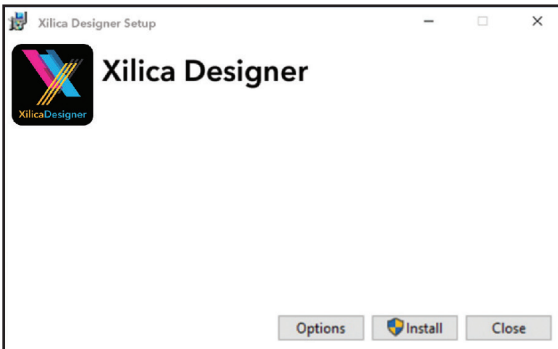 Xilica Designer Setup
Xilica Designer
XilicaDesigner
Options Install Close